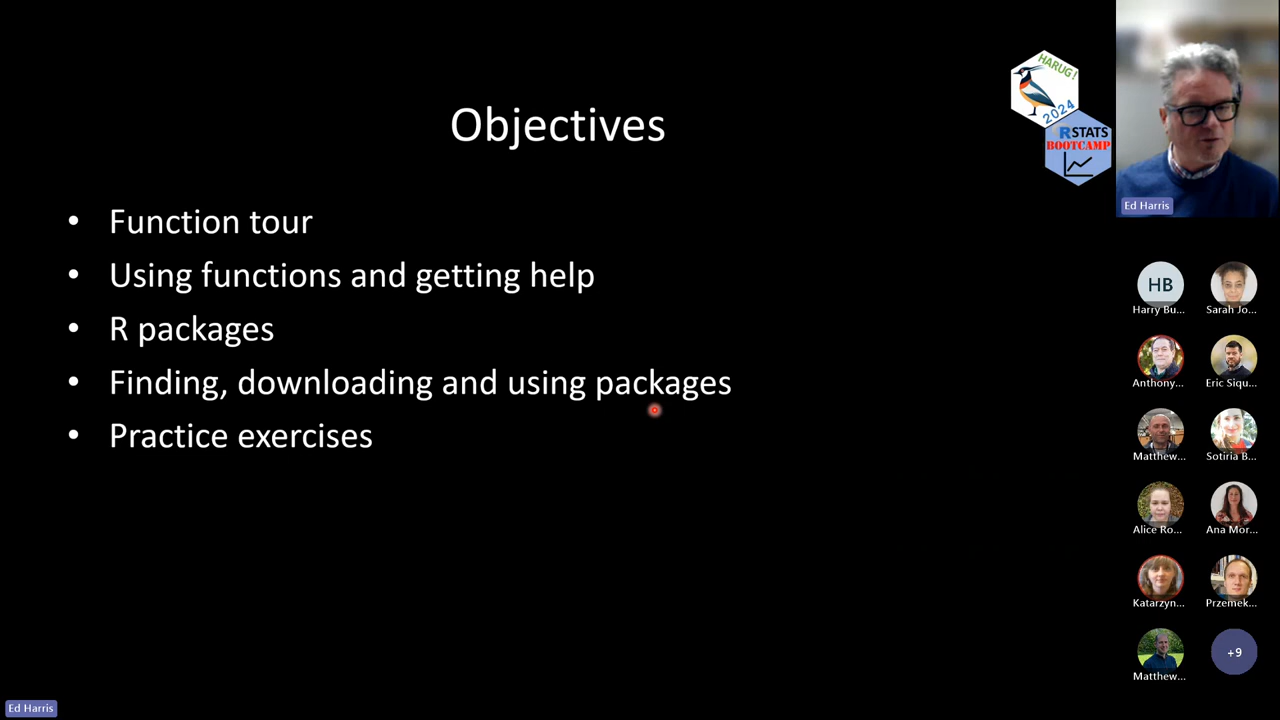 Objectives
• Function tour
• Using functions and getting help
• R packages
• Finding, downloading and using packages
• Practice exercises
HARUG!
2024
RSTATS
BOOTCAMP
Ed Harris
HB
Harry Bu...
Sarah Jo...
Anthony...
Eric Siqu...
Matthew...
Sotiria B...
Alice Ro...
Ana Mor...
Katarzyn...
Przemek...
Matthew...
+9
Ed Harris